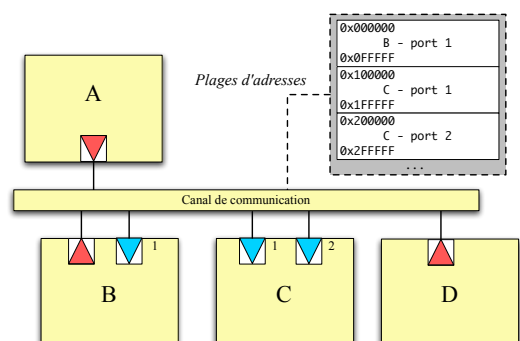 0x000000
B - port 1
0x0FFFFF
0x100000
C - port 1
0x1FFFFF
0x200000
C - port 2
0x2FFFFF
...
Plages d'adresses
A
Canal de communication
1
1
2
B
C
D